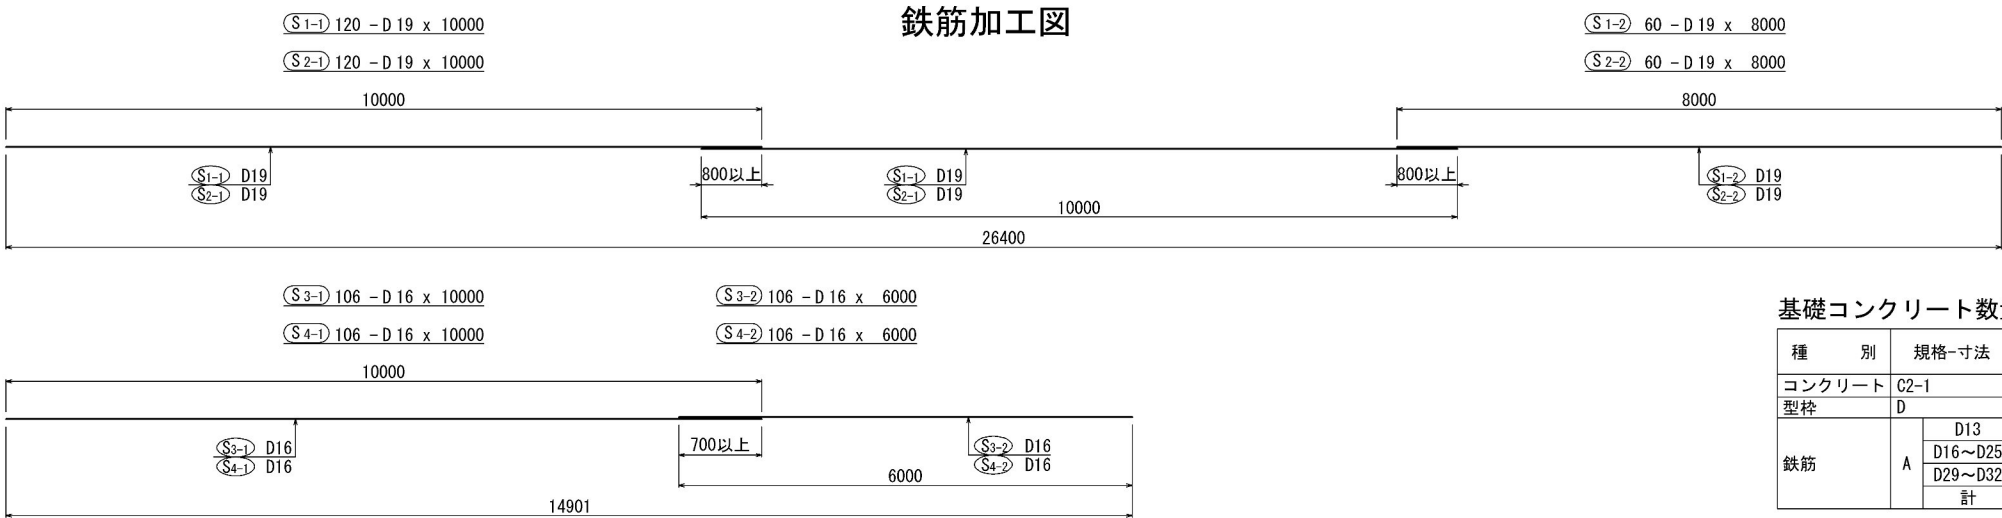 鉄筋加工図
S1-1 120 -D19 x 10000
S2-1 120 -D19 x 10000
S1-2 60 -D19 x 8000
S2-2 60 -D19 x 8000
10000
8000
S1-1 D19
S2-1 D19
800以上
S1-1 D19
S2-1 D19
800以上
S1-2 D19
S2-2 D19
10000
26400
S3-1 106 -D16 x 10000
S4-1 106 -D16 x 10000
S3-2 106 -D16 x 6000
S4-2 106 -D16 x 6000
10000
S3-1 D16
S4-1 D16
700以上
S3-2 D16
S4-2 D16
6000
14901
基礎コンクリート数
種 別 規格-寸法
コンクリート C2-1
型枠 D
鉄筋 A
D13
D16～D25
D29～D32
計